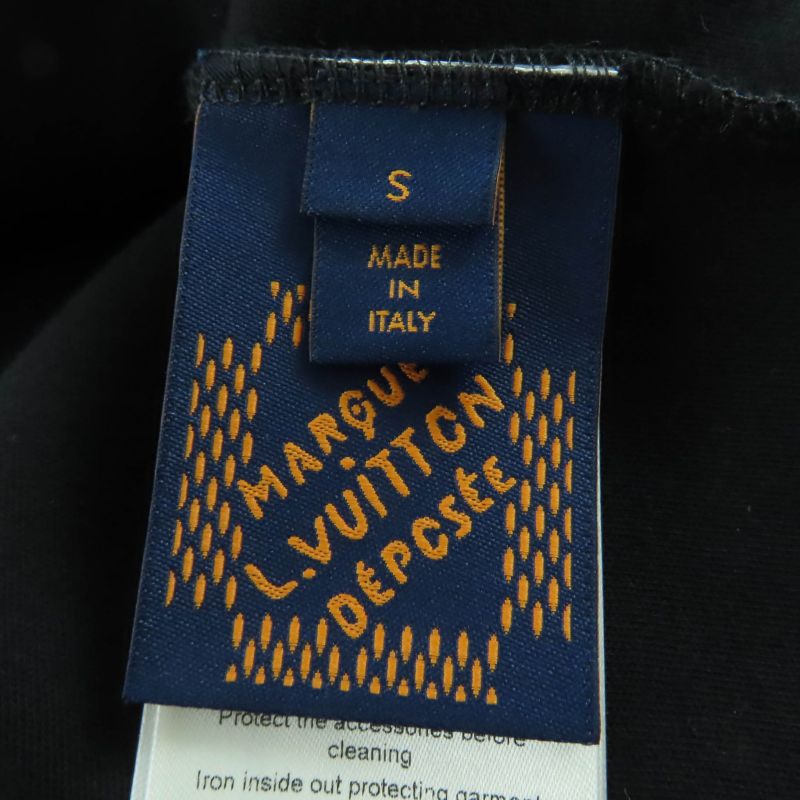 S
MADE
IN
ITALY
MARQUE
L.VUITTON
DÉPOSÉE
Protect the accessories before
cleaning
Iron inside out protecting garment